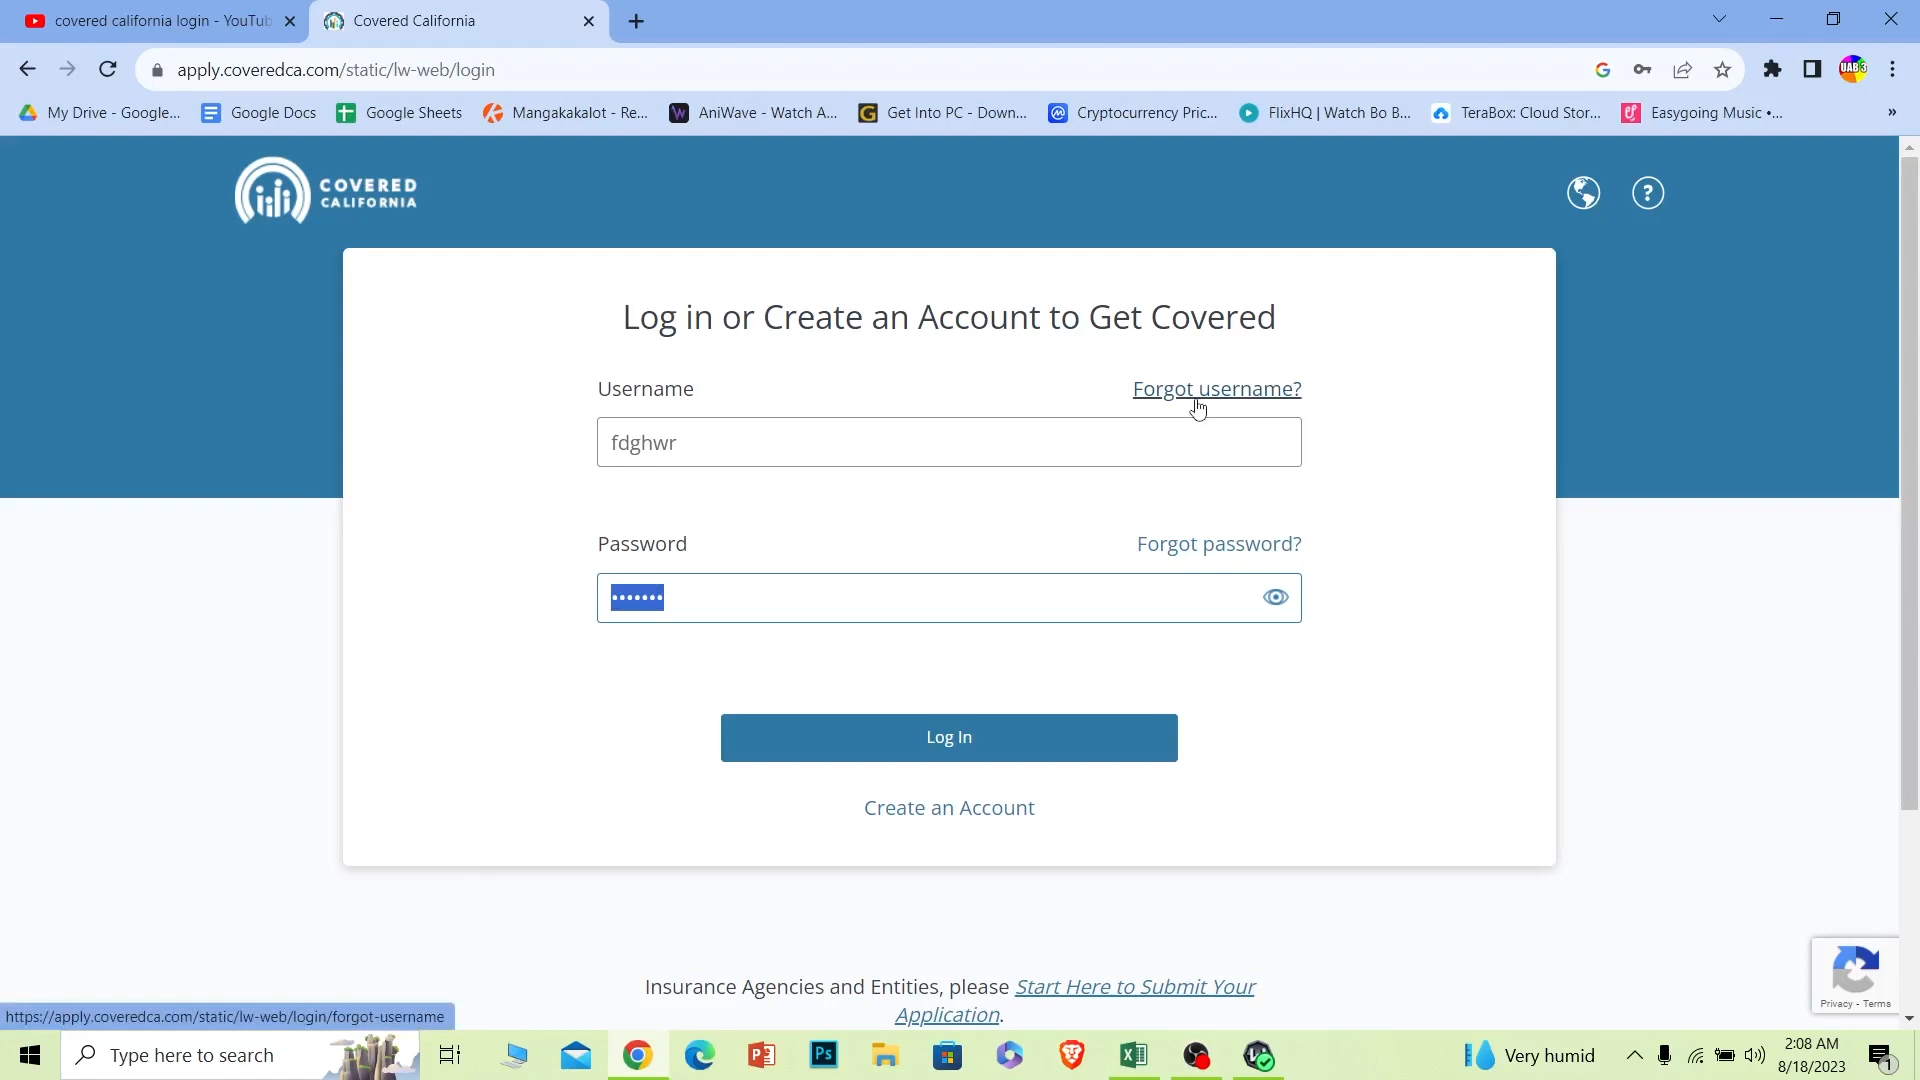 covered california login - YouTub
Covered California
apply.coveredca.com/static/lw-web/login
UAB 3
My Drive - Google...
Google Docs
Google Sheets
Mangakakalot - Re...
AniWave - Watch A...
Get Into PC - Down...
Cryptocurrency Pric...
FlixHQ | Watch Bo B...
TeraBox: Cloud Stor...
Easygoing Music •...
»
COVERED
CALIFORNIA
?
Log in or Create an Account to Get Covered
Username
Forgot username?
fdghwr
Password
Forgot password?
•••••••
Log In
Create an Account
Insurance Agencies and Entities, please Start Here to Submit Your
Application.
Privacy - Terms
https://apply.coveredca.com/static/lw-web/login/forgot-username
Type here to search
Ps
Very humid
2:08 AM
8/18/2023
1